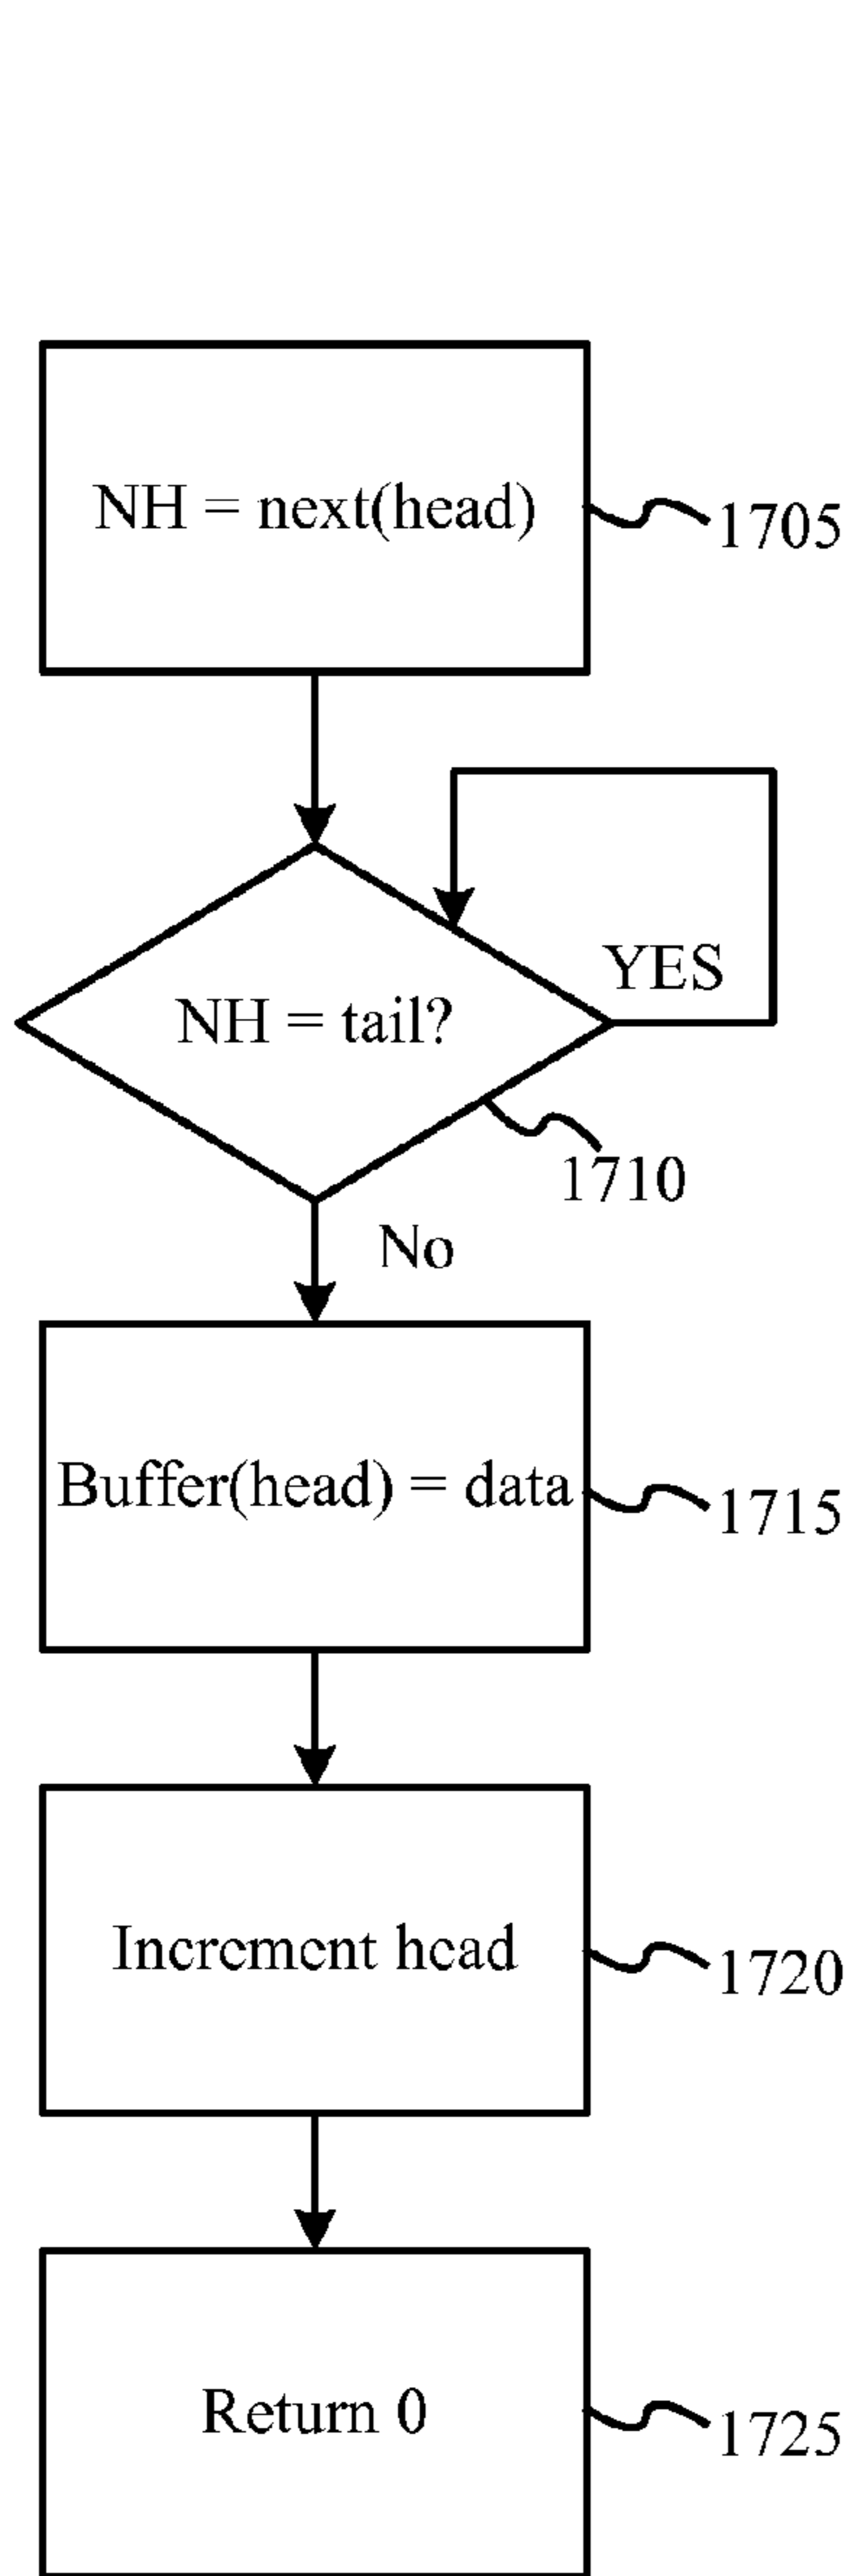 NH = next(head)
1705
YES
NH = tail?
1710
No
Buffer(head) = data
1715
Increment head
1720
Return 0
1725